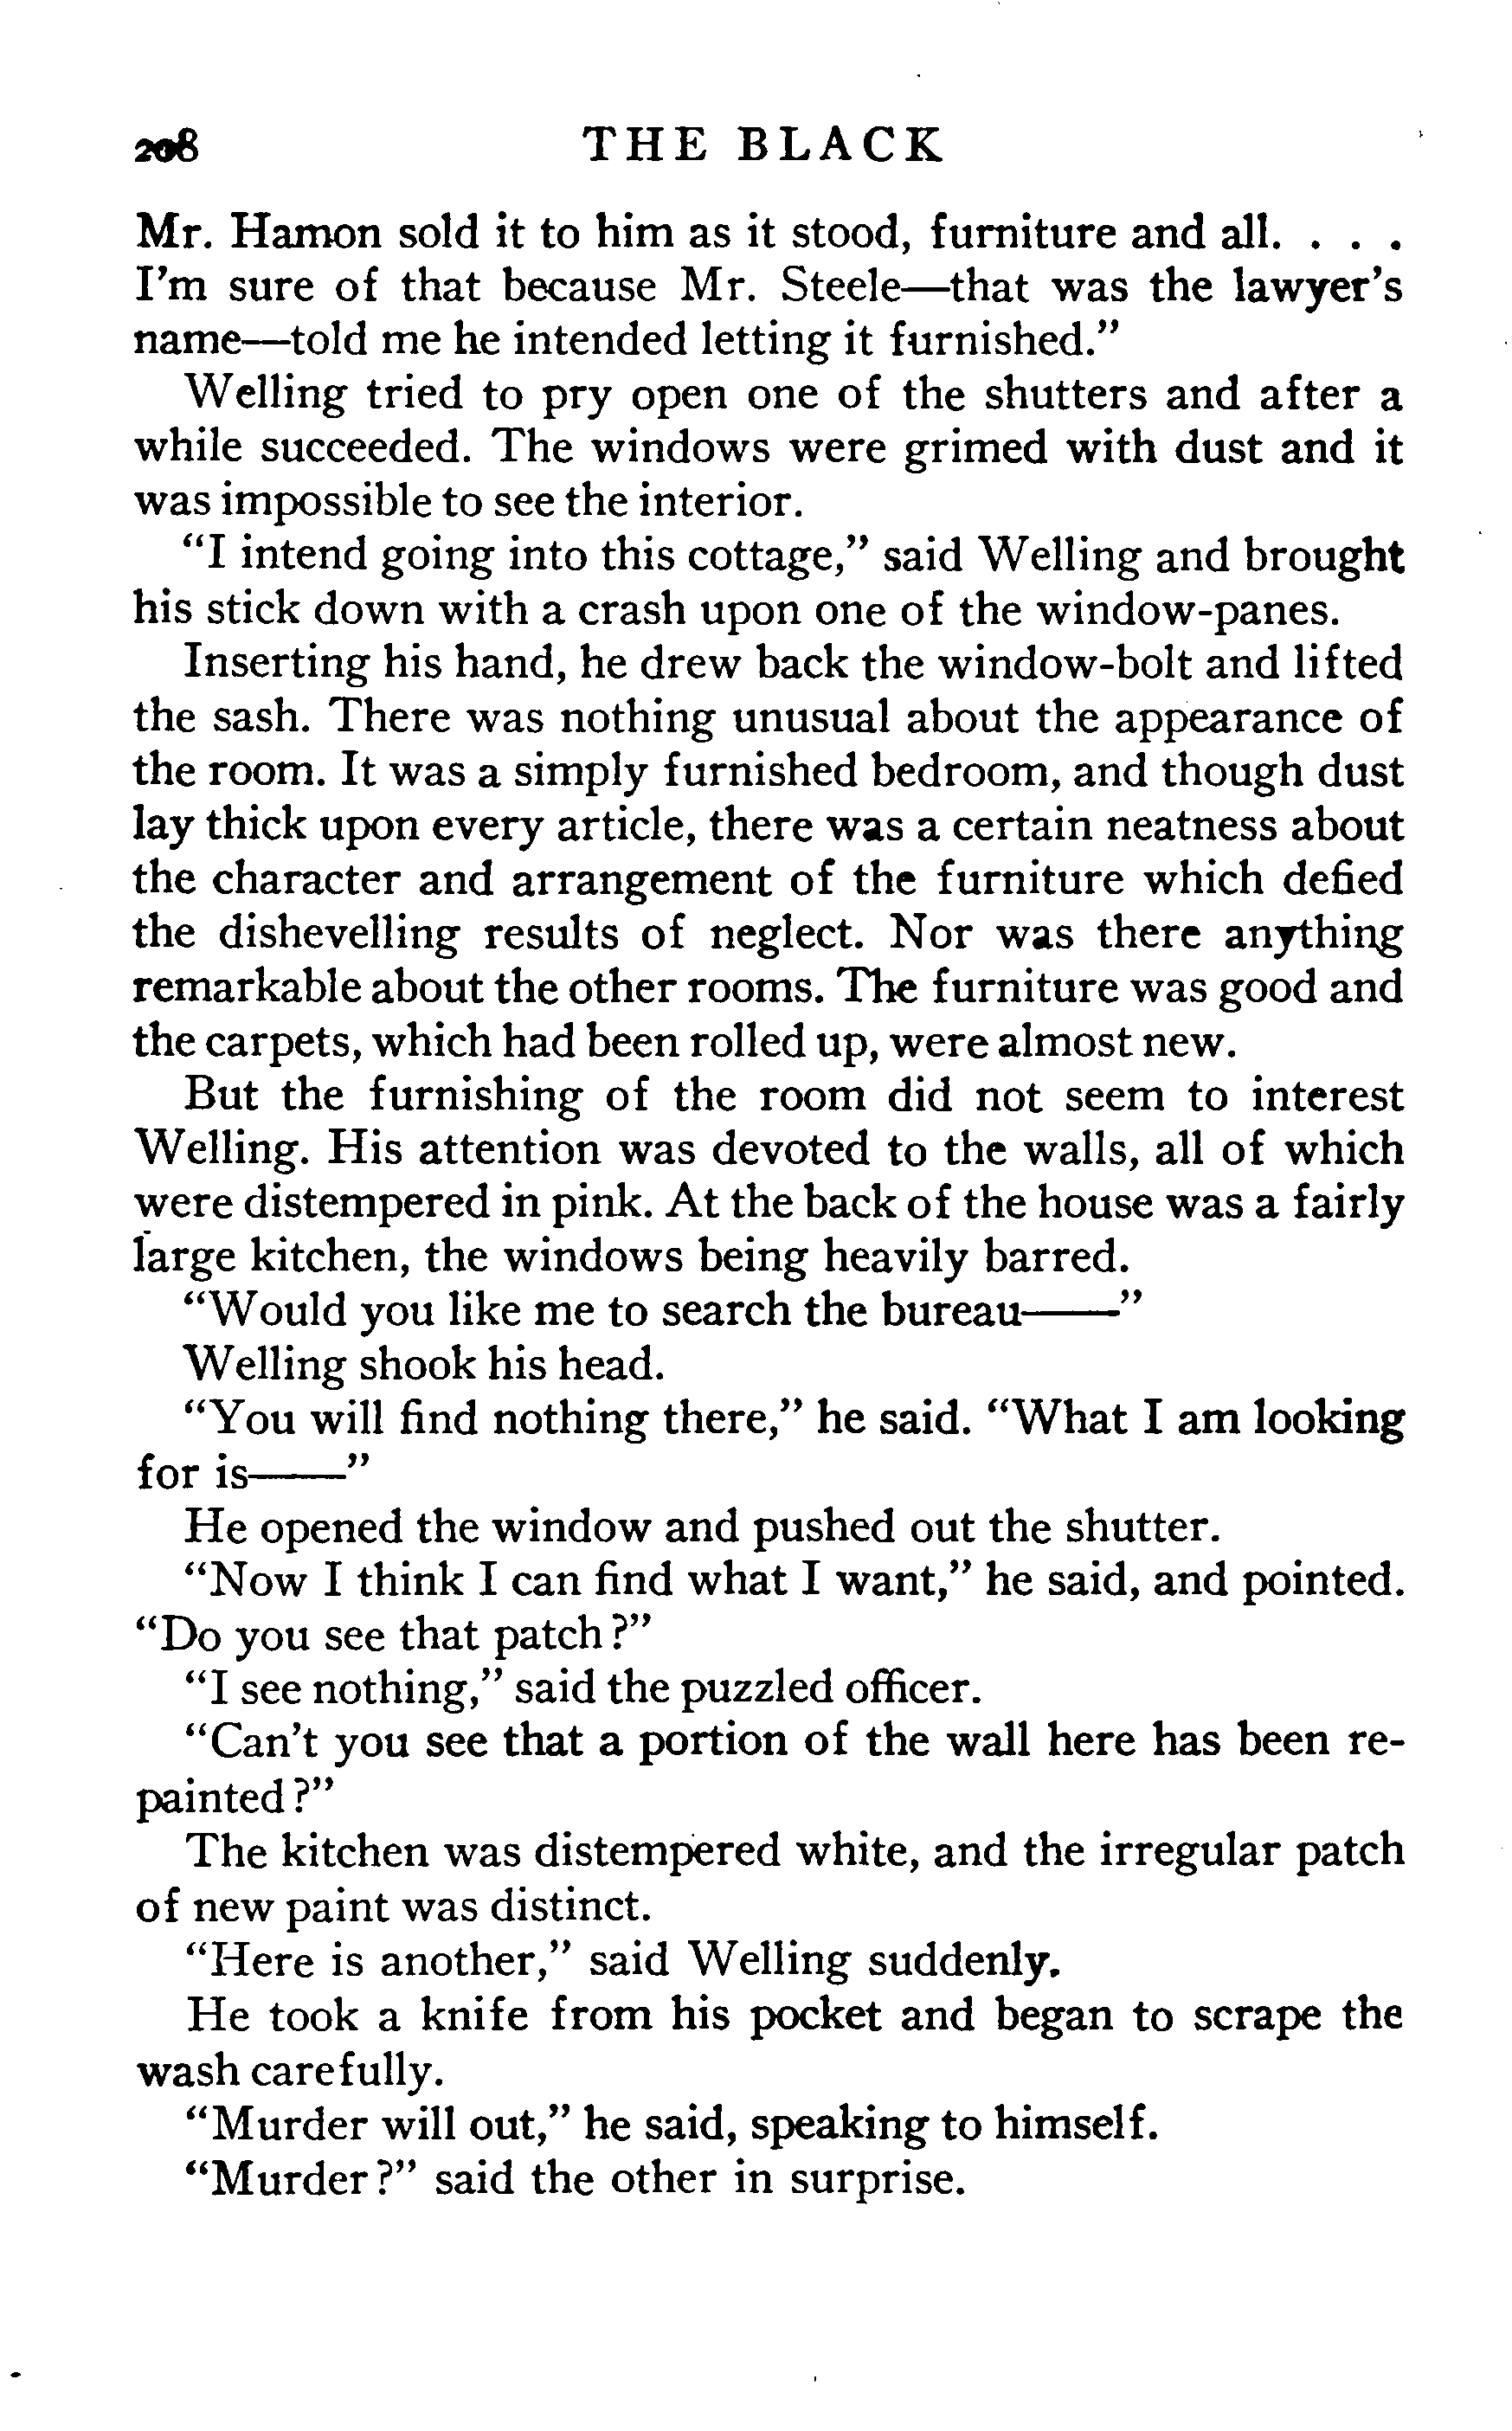 208 THE BLACK
Mr. Hamon sold it to him as it stood, furniture and all. . . .
I'm sure of that because Mr. Steele—that was the lawyer's
name—told me he intended letting it furnished."
Welling tried to pry open one of the shutters and after a
while succeeded. The windows were grimed with dust and it
was impossible to see the interior.
"I intend going into this cottage," said Welling and brought
his stick down with a crash upon one of the window-panes.
Inserting his hand, he drew back the window-bolt and lifted
the sash. There was nothing unusual about the appearance of
the room. It was a simply furnished bedroom, and though dust
lay thick upon every article, there was a certain neatness about
the character and arrangement of the furniture which defied
the dishevelling results of neglect. Nor was there anything
remarkable about the other rooms. The furniture was good and
the carpets, which had been rolled up, were almost new.
But the furnishing of the room did not seem to interest
Welling. His attention was devoted to the walls, all of which
were distempered in pink. At the back of the house was a fairly
large kitchen, the windows being heavily barred.
"Would you like me to search the bureau——"
Welling shook his head.
"You will find nothing there," he said. "What I am looking
for is——"
He opened the window and pushed out the shutter.
"Now I think I can find what I want," he said, and pointed.
"Do you see that patch?"
"I see nothing," said the puzzled officer.
"Can't you see that a portion of the wall here has been re-
painted?"
The kitchen was distempered white, and the irregular patch
of new paint was distinct.
"Here is another," said Welling suddenly.
He took a knife from his pocket and began to scrape the
wash carefully.
"Murder will out," he said, speaking to himself.
"Murder?" said the other in surprise.